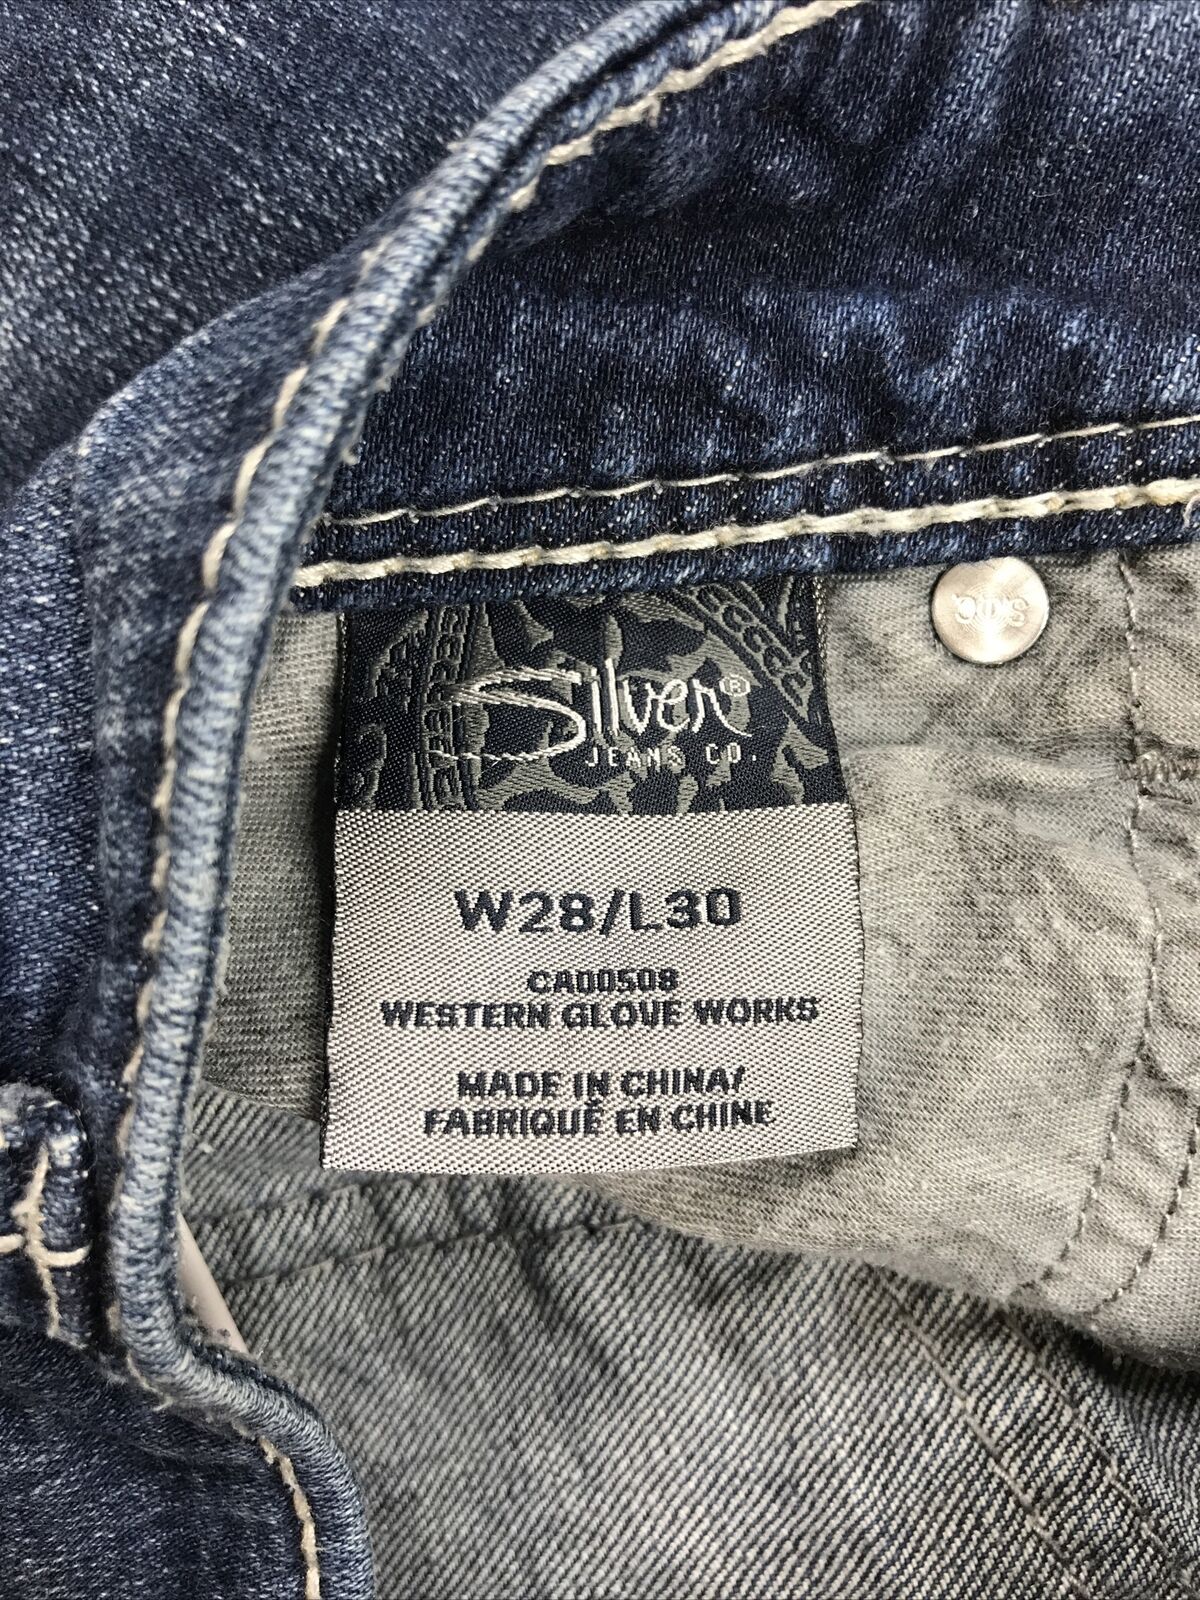 Silver®
JEANS CO.
W28/L30
CA00508
WESTERN GLOVE WORKS
MADE IN CHINA/
FABRIQUÉ EN CHINE